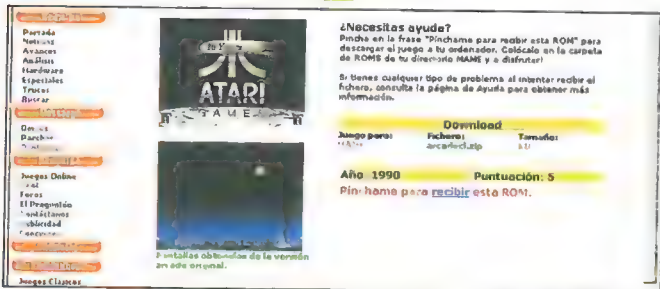 Portada
Noticias
Avances
Análisis
Hardware
Especiales
Trucos
Buscar
Parches
Juegos Online
Foros
El Preguntón
Contáctanos
Publicidad
Juegos Clásicos
ATARI
GAMES
Pantallas obtenidas de la versión
arcade original.
¿Necesitas ayuda?
Pincha en la frase "Pínchame para recibir esta ROM" para
descargar el juego a tu ordenador. Colócalo en la carpeta
de ROMS de tu directorio MAME y a disfrutar!
Si tienes cualquier tipo de problema al intentar recibir el
fichero, consulta la página de Ayuda para obtener más
información.
Download
Juego para: Fichero: Tamaño:
Año 1990 Puntuación: 5
Pínchame para recibir esta ROM.